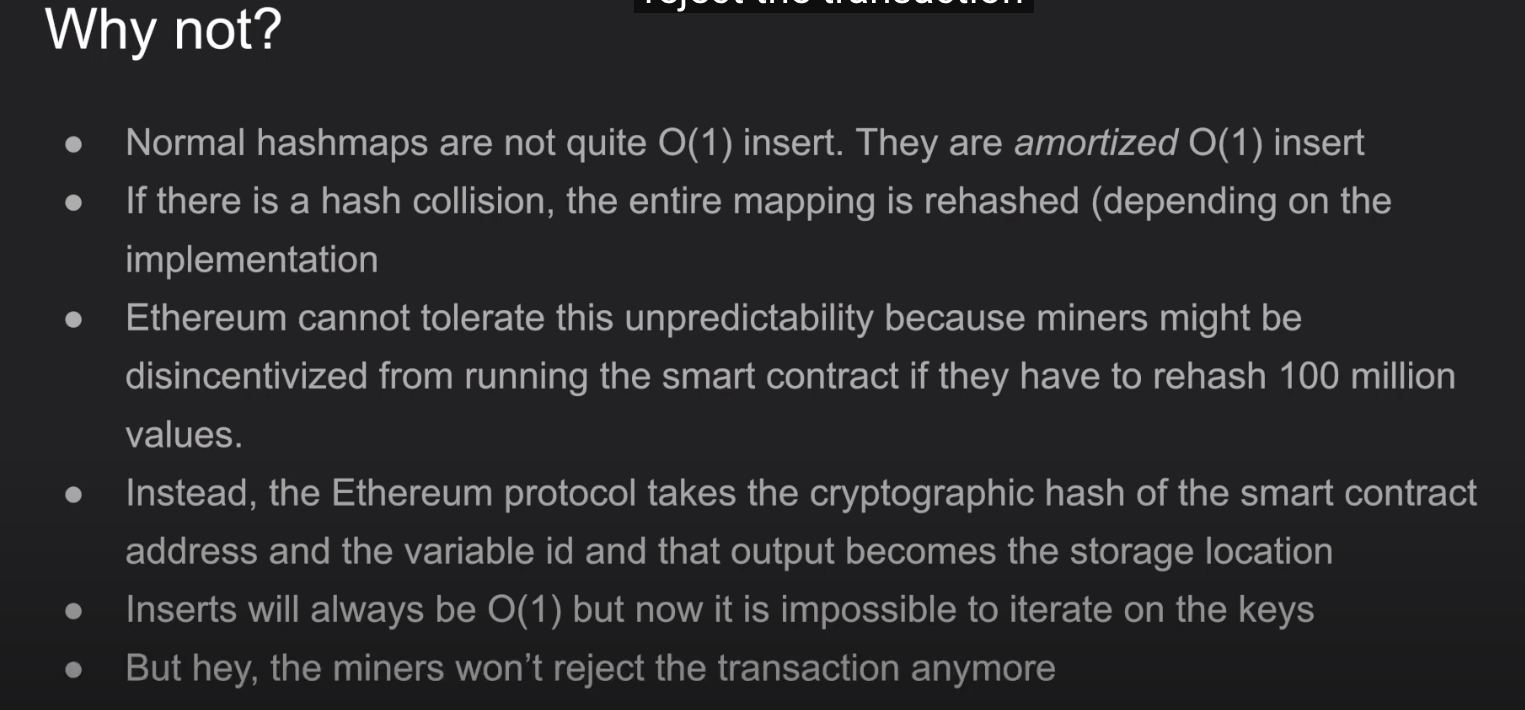 reject the transaction
Why not?
● Normal hashmaps are not quite O(1) insert. They are amortized O(1) insert
● If there is a hash collision, the entire mapping is rehashed (depending on the
implementation
● Ethereum cannot tolerate this unpredictability because miners might be
disincentivized from running the smart contract if they have to rehash 100 million
values.
● Instead, the Ethereum protocol takes the cryptographic hash of the smart contract
address and the variable id and that output becomes the storage location
● Inserts will always be O(1) but now it is impossible to iterate on the keys
● But hey, the miners won’t reject the transaction anymore